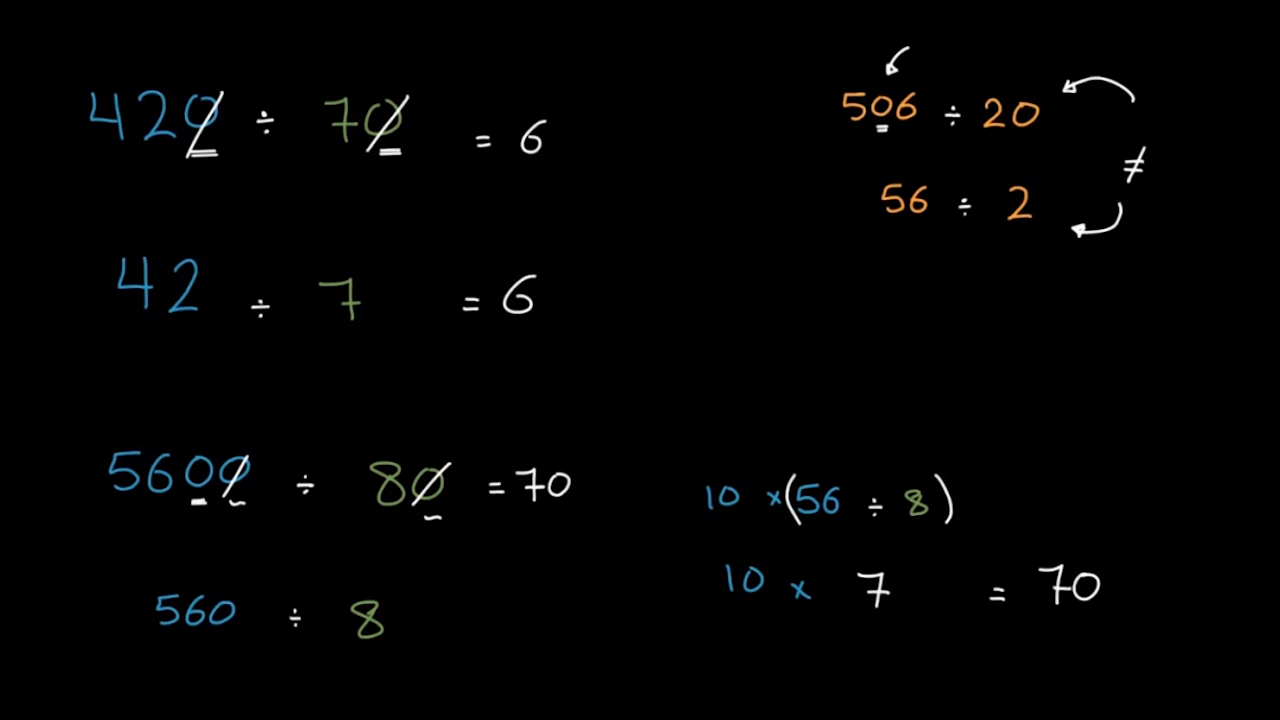 420 ÷ 70 = 6
42 ÷ 7 = 6
5600 ÷ 80 = 70
560 ÷ 8
506 ÷ 20
≠
56 ÷ 2
10 ×(56 ÷ 8)
10 × 7 = 70